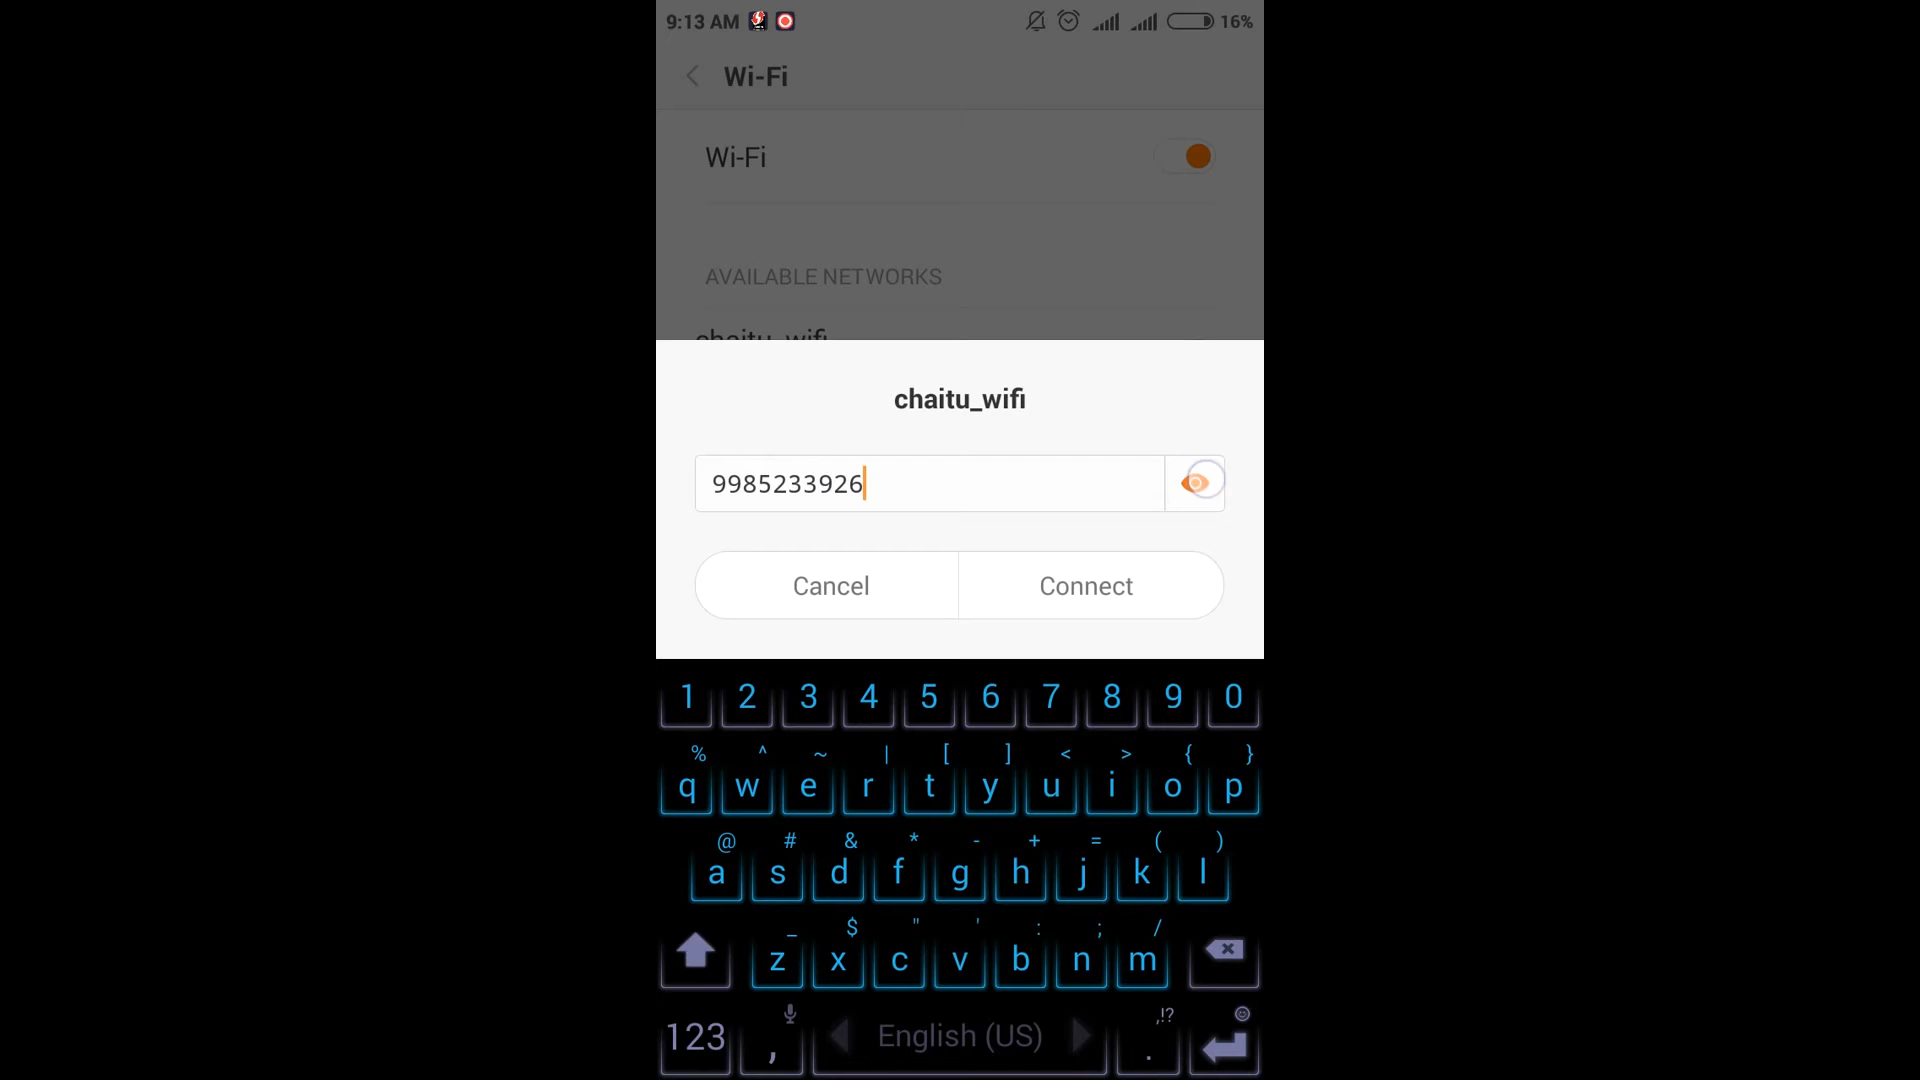 9:13 AM 16%
Wi-Fi
Wi-Fi
AVAILABLE NETWORKS
chaitu_wifi
chaitu_wifi
9985233926
Cancel Connect
1 2 3 4 5 6 7 8 9 0
% ^ ~ | [ ] < > { }
q w e r t y u i o p
@ # & * - + = ( )
a s d f g h j k l
_ $ " ' : ; /
z x c v b n m
,!?
123 , English (US) .